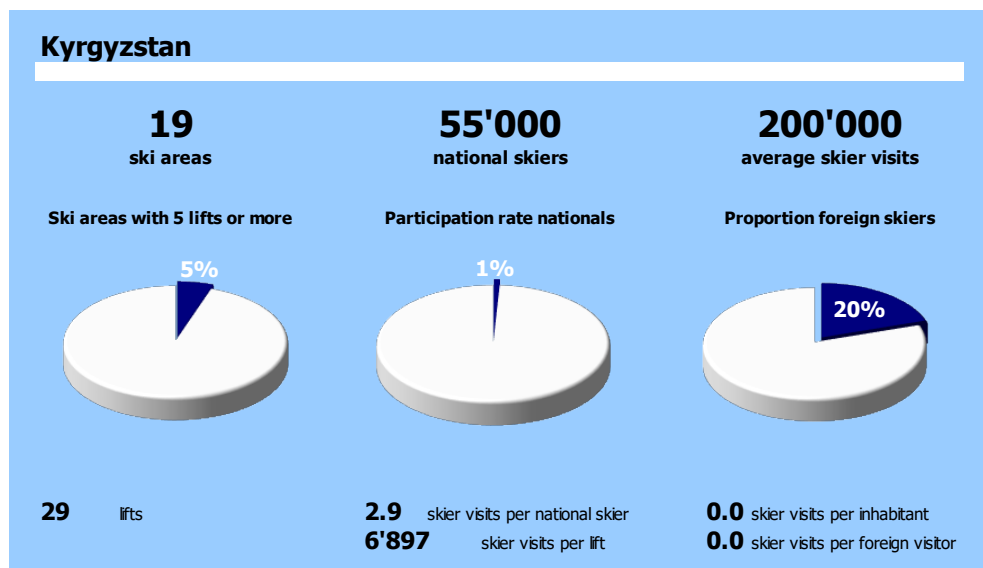 Kyrgyzstan
19
ski areas
55'000
national skiers
200'000
average skier visits
Ski areas with 5 lifts or more
Participation rate nationals
Proportion foreign skiers
5%
1%
20%
29 lifts
2.9 skier visits per national skier
0.0 skier visits per inhabitant
6'897 skier visits per lift
0.0 skier visits per foreign visitor